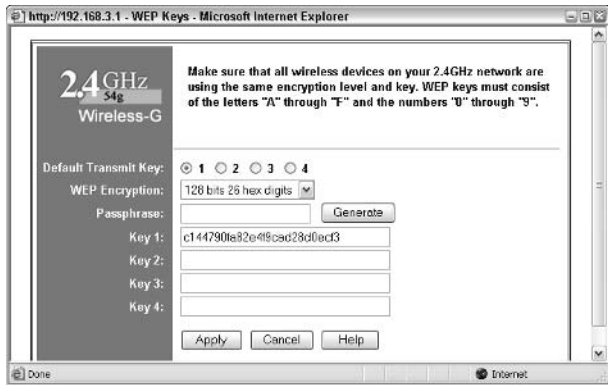 http://192.168.3.1 - WEP Keys - Microsoft Internet Explorer
2.4 GHz
54g
Wireless-G
Make sure that all wireless devices on your 2.4GHz network are
using the same encryption level and key. WEP keys must consist
of the letters "A" through "F" and the numbers "0" through "9".
Default Transmit Key: 1 2 3 4
WEP Encryption: 128 bits 26 hex digits
Passphrase: Generate
Key 1: c144790fa82e4f9cad28d0ecf3
Key 2:
Key 3:
Key 4:
Apply Cancel Help
Done Internet